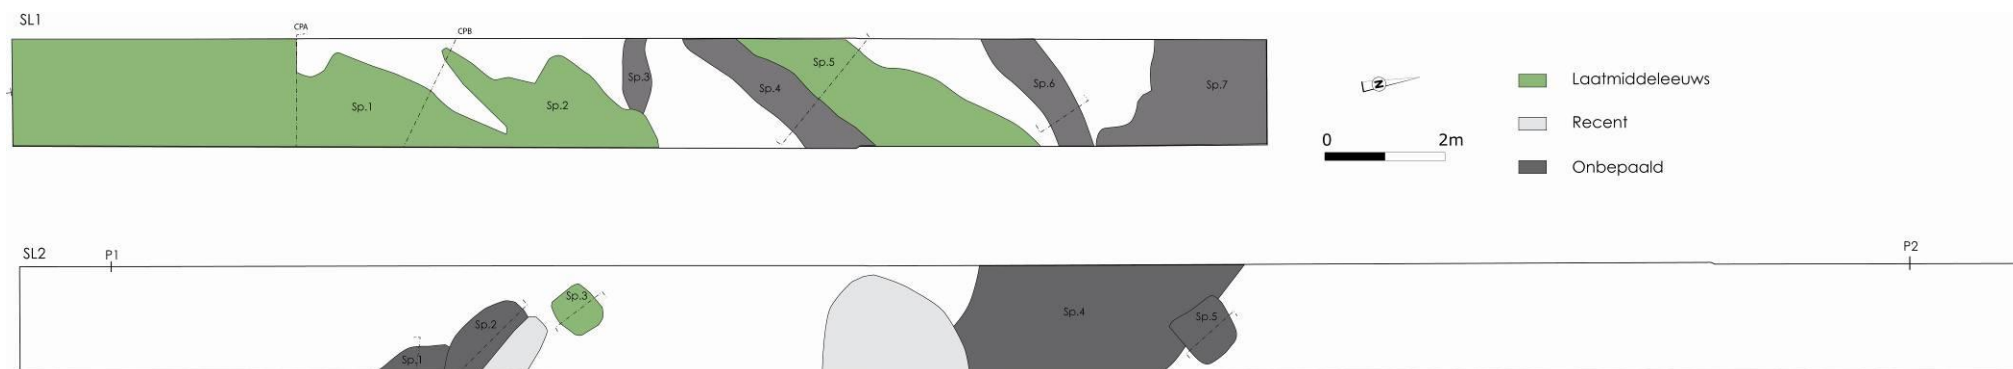 SL1
CPA
CPB
Sp.1
Sp.2
Sp.3
Sp.4
Sp.5
Sp.6
Sp.7
N
0 2m
Laatmiddeleeuws
Recent
Onbepaald
SL2
P1
P2
Sp.1
Sp.2
Sp.3
Sp.4
Sp.5